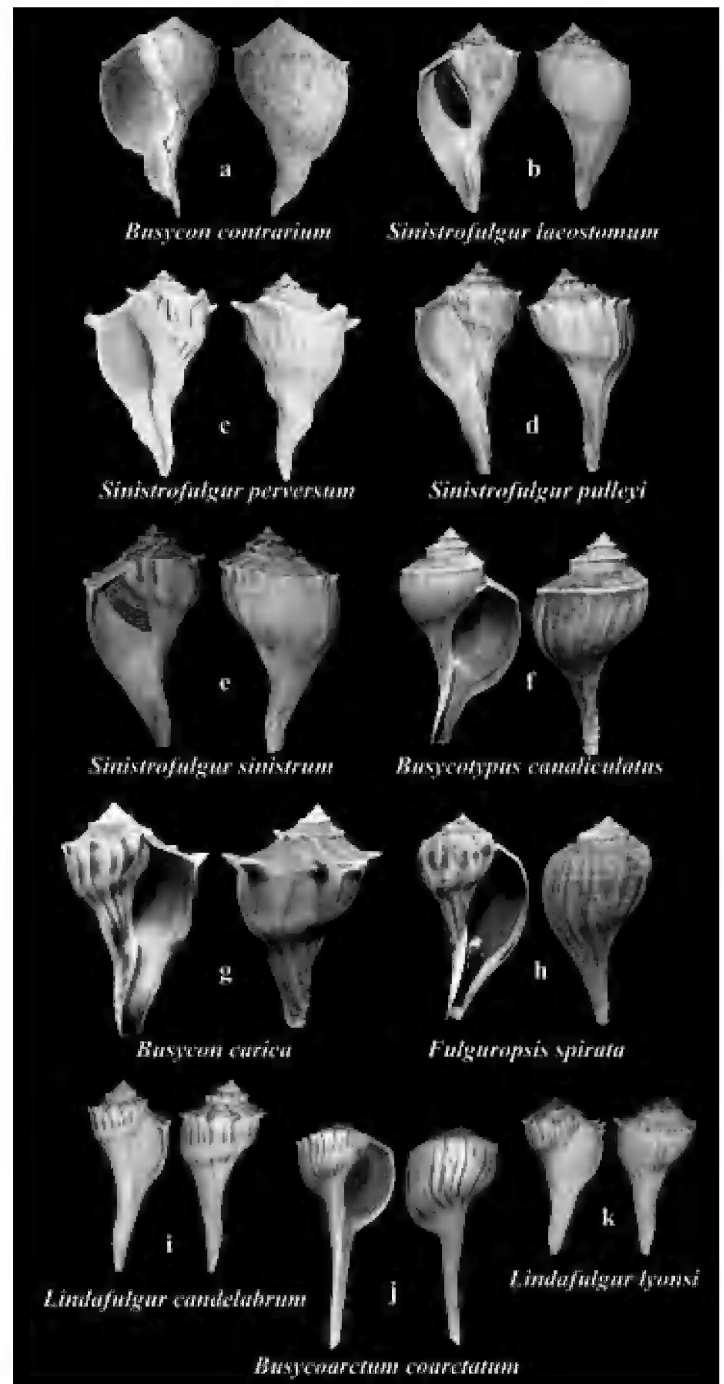 a
b
Busycon contrarium
Sinistrofulgur laeostomum
c
d
Sinistrofulgur perversum
Sinistrofulgur pulleyi
e
f
Sinistrofulgur sinistrum
Busycotypus canaliculatus
g
h
Busycon carica
Fulguropsis spirata
i
j
k
Lindafulgur candelabrum
Lindafulgur lyonsi
Busycoarctum coarctatum